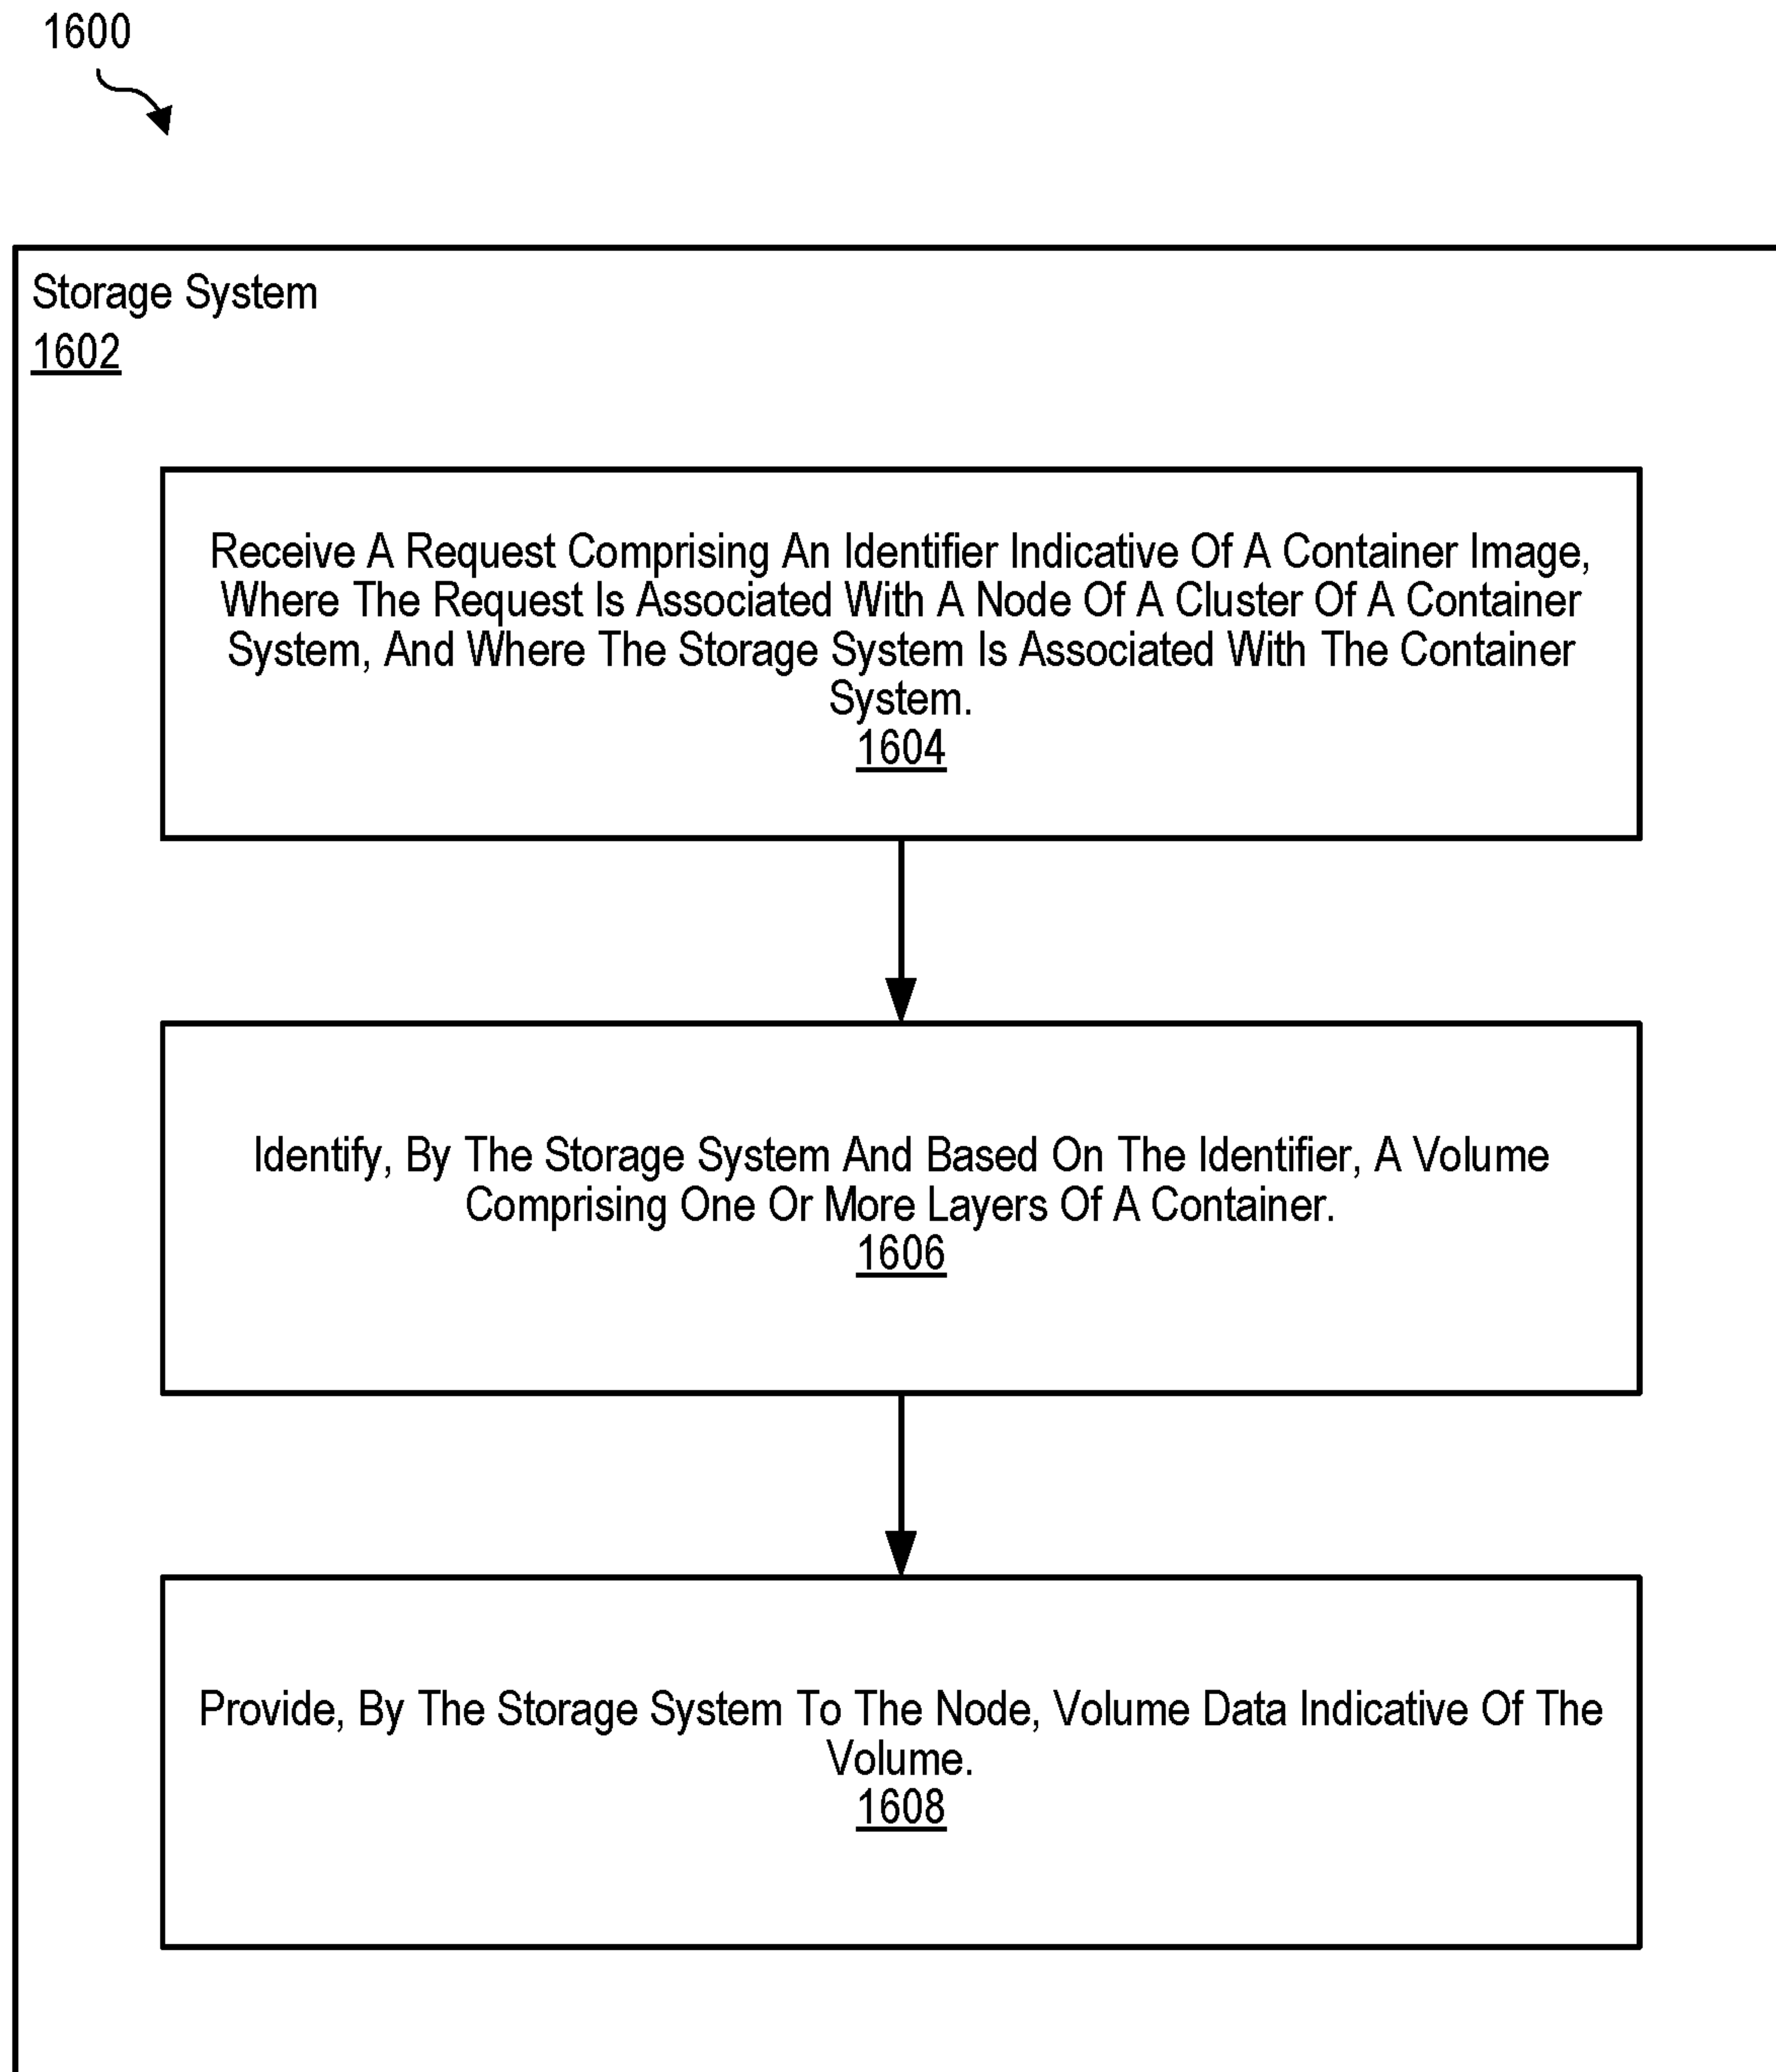 1600
Storage System
1602
Receive A Request Comprising An Identifier Indicative Of A Container Image,
Where The Request Is Associated With A Node Of A Cluster Of A Container
System, And Where The Storage System Is Associated With The Container
System.
1604
Identify, By The Storage System And Based On The Identifier, A Volume
Comprising One Or More Layers Of A Container.
1606
Provide, By The Storage System To The Node, Volume Data Indicative Of The
Volume.
1608